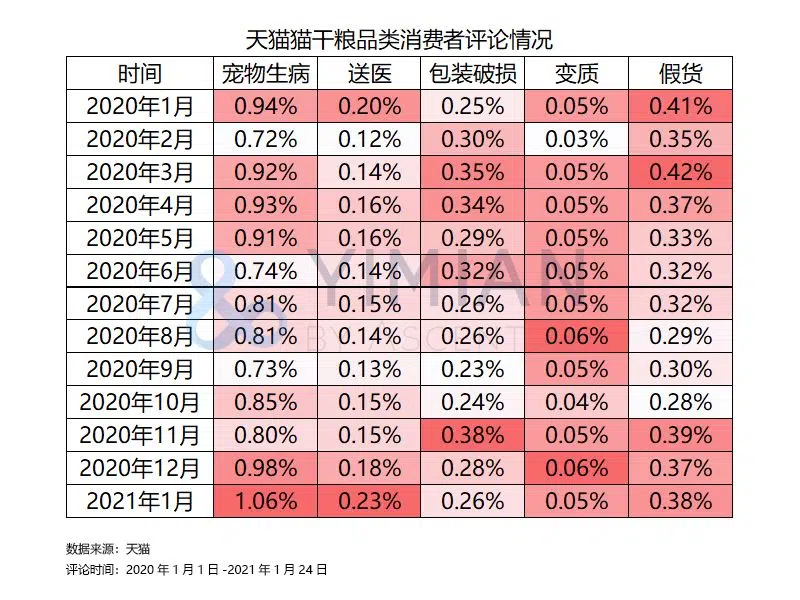 天猫猫干粮品类消费者评论情况
时间 宠物生病 送医 包装破损 变质 假货
2020年1月 0.94% 0.20% 0.25% 0.05% 0.41%
2020年2月 0.72% 0.12% 0.30% 0.03% 0.35%
2020年3月 0.92% 0.14% 0.35% 0.05% 0.42%
2020年4月 0.93% 0.16% 0.34% 0.05% 0.37%
2020年5月 0.91% 0.16% 0.29% 0.05% 0.33%
2020年6月 0.74% 0.14% 0.32% 0.05% 0.32%
YIMIAN
2020年7月 0.81% 0.15% 0.26% 0.05% 0.32%
2020年8月 0.81% 0.14% 0.26% 0.06% 0.29%
BY ASCENT
2020年9月 0.73% 0.13% 0.23% 0.05% 0.30%
2020年10月 0.85% 0.15% 0.24% 0.04% 0.28%
2020年11月 0.80% 0.15% 0.38% 0.05% 0.39%
2020年12月 0.98% 0.18% 0.28% 0.06% 0.37%
2021年1月 1.06% 0.23% 0.26% 0.05% 0.38%
数据来源：天猫
评论时间：2020年1月1日-2021年1月24日